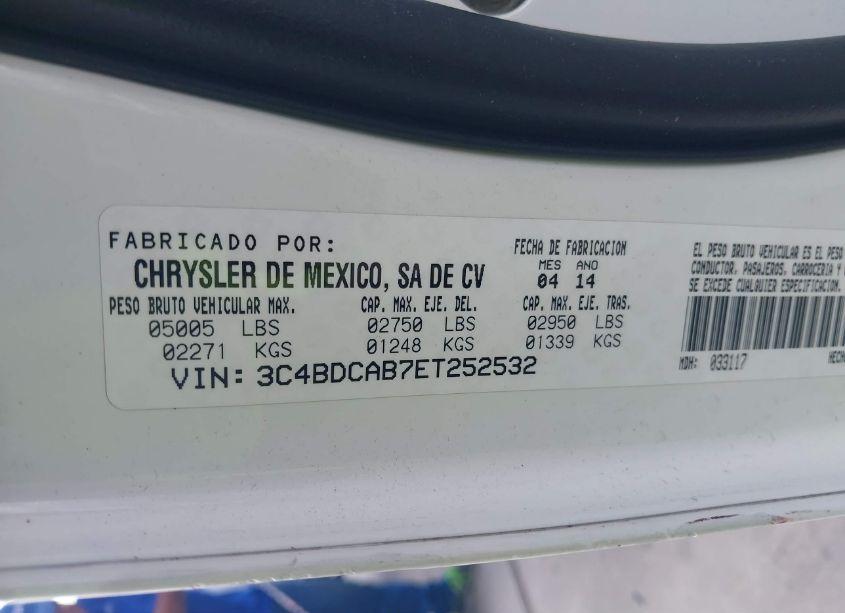 FABRICADO POR:
CHRYSLER DE MEXICO, SA DE CV
FECHA DE FABRICACION
MES ANO
04 14
PESO BRUTO VEHICULAR MAX.
05005 LBS
02271 KGS
CAP. MAX. EJE. DEL.
02750 LBS
01248 KGS
CAP. MAX. EJE. TRAS.
02950 LBS
01339 KGS
VIN: 3C4BDCAB7ET252532
EL PESO BRUTO VEHICULAR ES EL PESO
CONDUCTOR, PASAJEROS, CARROCERIA Y
SE EXCEDE CUALQUIER ESPECIFICACION.
MDH: 033117